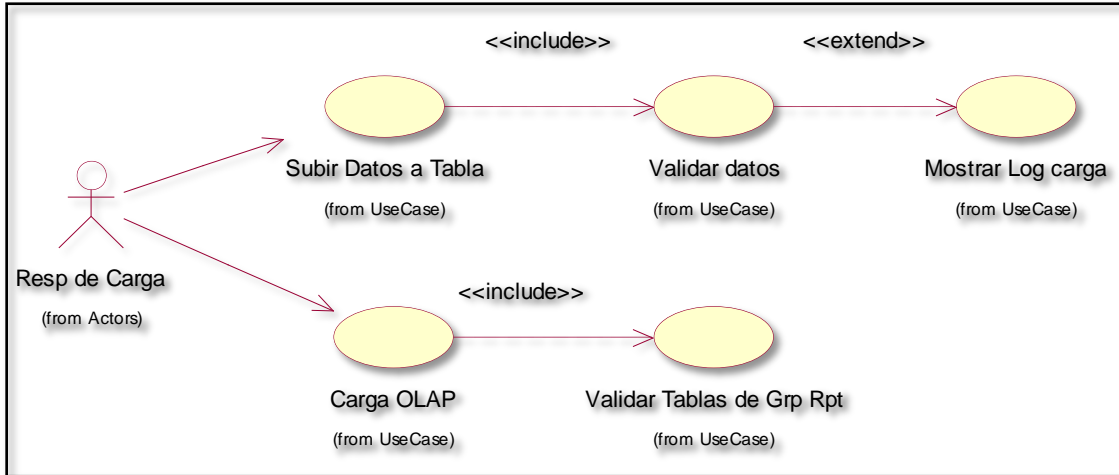 <<include>>
<<extend>>
Subir Datos a Tabla
(from UseCase)
Validar datos
(from UseCase)
Mostrar Log carga
(from UseCase)
Resp de Carga
(from Actors)
<<include>>
Carga OLAP
(from UseCase)
Validar Tablas de Grp Rpt
(from UseCase)